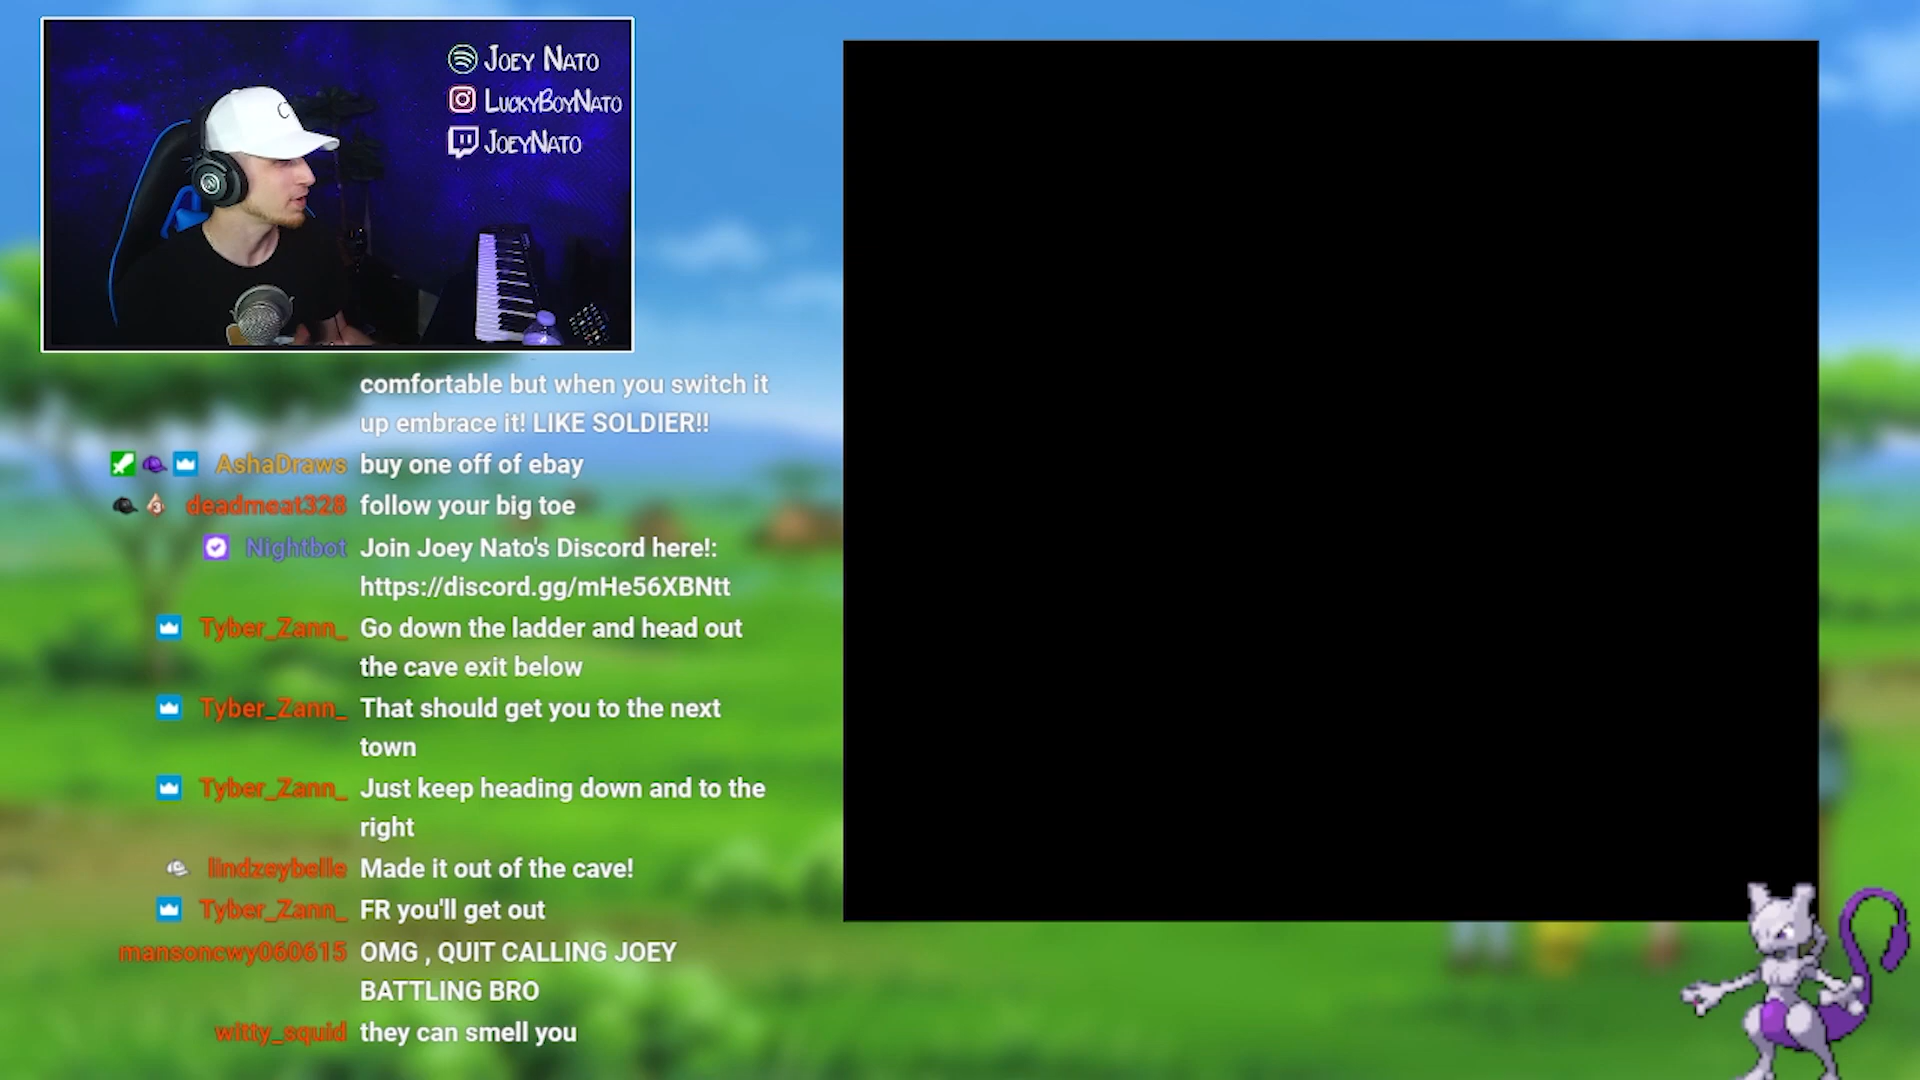 Joey Nato
LuckyBoyNato
JoeyNato
comfortable but when you switch it
up embrace it! LIKE SOLDIER!!
AshaDraws buy one off of ebay
deadmeat328 follow your big toe
Nightbot Join Joey Nato's Discord here!:
https://discord.gg/mHe56XBNtt
Tyber_Zann_ Go down the ladder and head out
the cave exit below
Tyber_Zann_ That should get you to the next
town
Tyber_Zann_ Just keep heading down and to the
right
lindzeybelle Made it out of the cave!
Tyber_Zann_ FR you'll get out
mansoncwy060615 OMG , QUIT CALLING JOEY
BATTLING BRO
witty_squid they can smell you